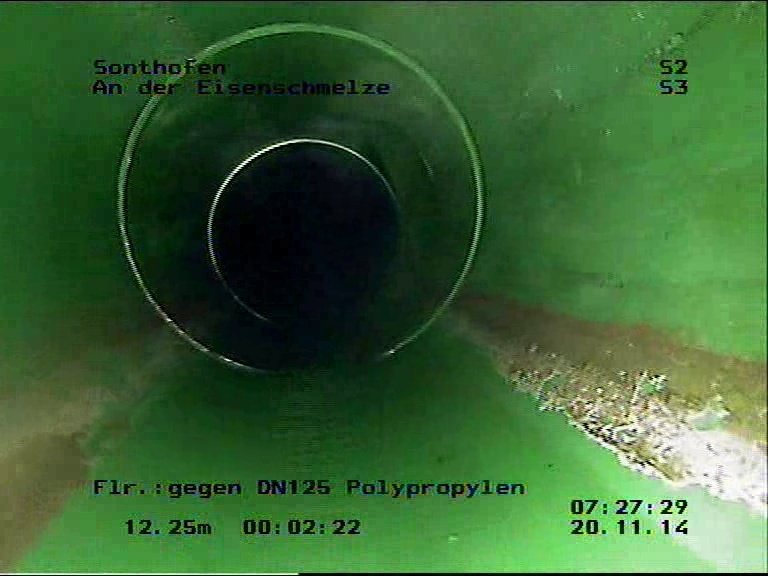 Sonthofen S2
An der Eisenschmelze S3
Flr.:gegen DN125 Polypropylen
07:27:29
12.25m 00:02:22 20.11.14